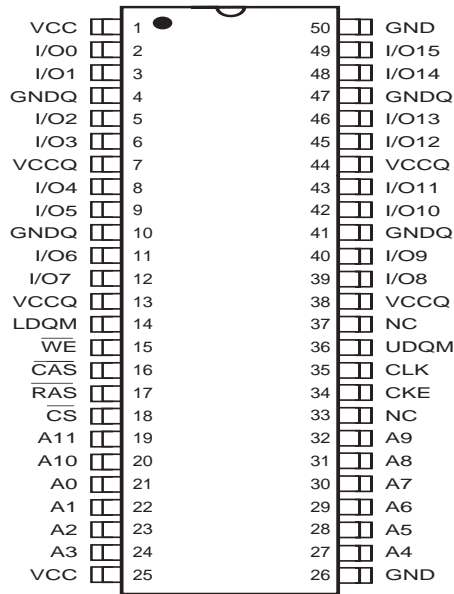 VCC 1 50 GND
I/O0 2 49 I/O15
I/O1 3 48 I/O14
GNDQ 4 47 GNDQ
I/O2 5 46 I/O13
I/O3 6 45 I/O12
VCCQ 7 44 VCCQ
I/O4 8 43 I/O11
I/O5 9 42 I/O10
GNDQ 10 41 GNDQ
I/O6 11 40 I/O9
I/O7 12 39 I/O8
VCCQ 13 38 VCCQ
LDQM 14 37 NC
W̅E̅ 15 36 UDQM
C̅A̅S̅ 16 35 CLK
R̅A̅S̅ 17 34 CKE
C̅S̅ 18 33 NC
A11 19 32 A9
A10 20 31 A8
A0 21 30 A7
A1 22 29 A6
A2 23 28 A5
A3 24 27 A4
VCC 25 26 GND